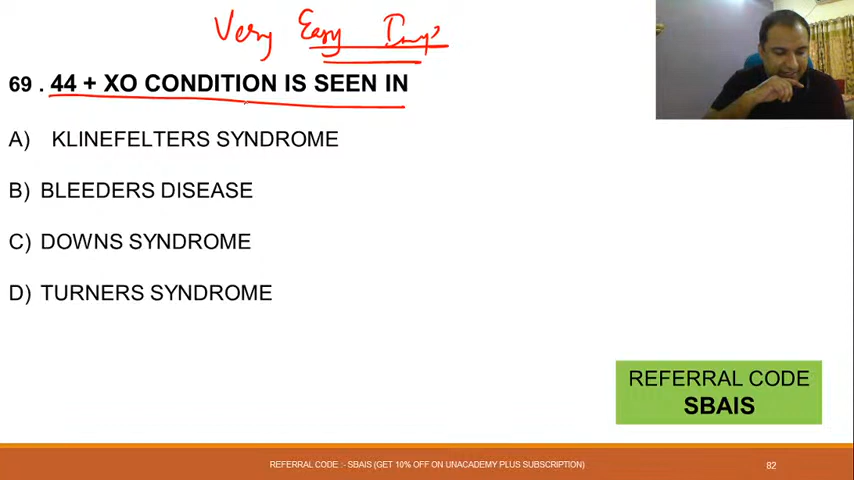 Very Easy Imp
69 . 44 + XO CONDITION IS SEEN IN
A) KLINEFELTERS SYNDROME
B) BLEEDERS DISEASE
C) DOWNS SYNDROME
D) TURNERS SYNDROME
REFERRAL CODE
SBAIS
REFERRAL CODE :- SBAIS (GET 10% OFF ON UNACADEMY PLUS SUBSCRIPTION)
82